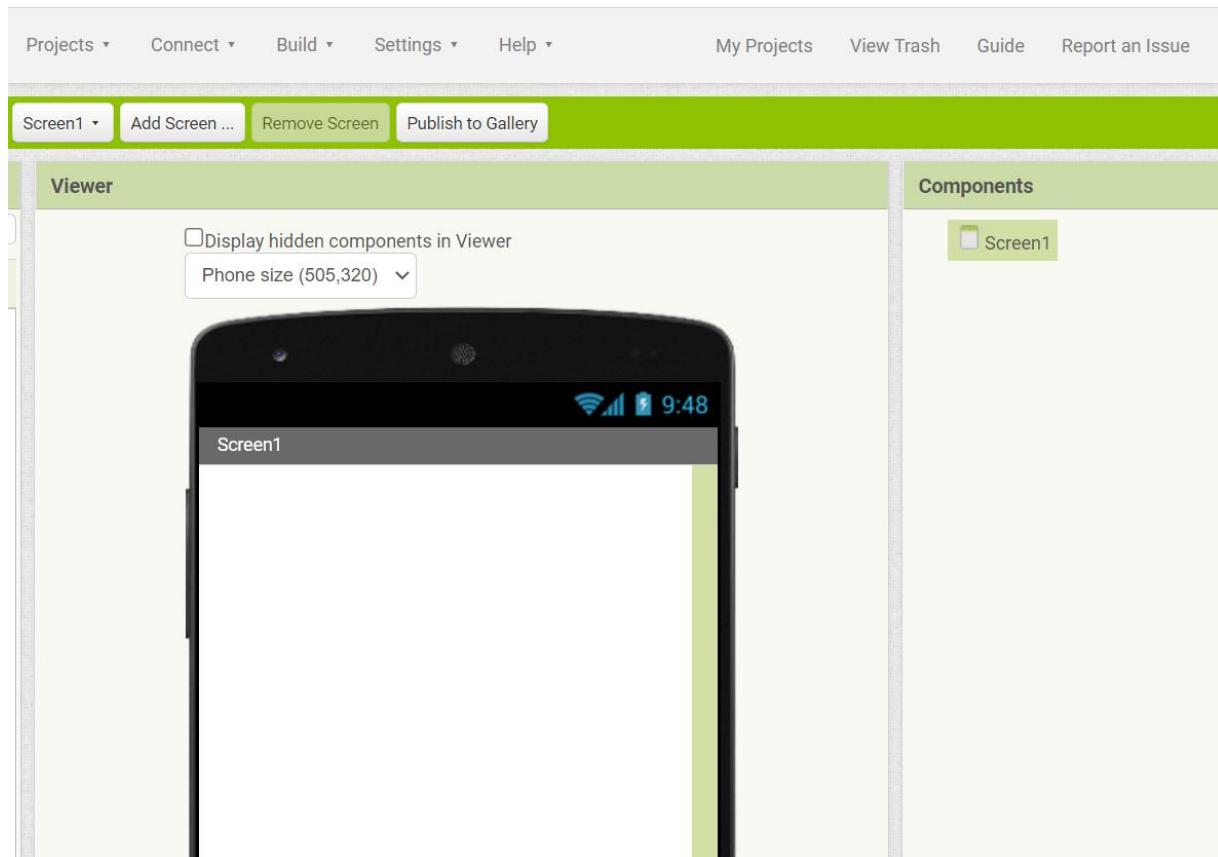 Projects ▾ Connect ▾ Build ▾ Settings ▾ Help ▾ My Projects View Trash Guide Report an Issue
Screen1 ▾ Add Screen ... Remove Screen Publish to Gallery
Viewer
Components
Display hidden components in Viewer
Screen1
Phone size (505,320)
9:48
Screen1